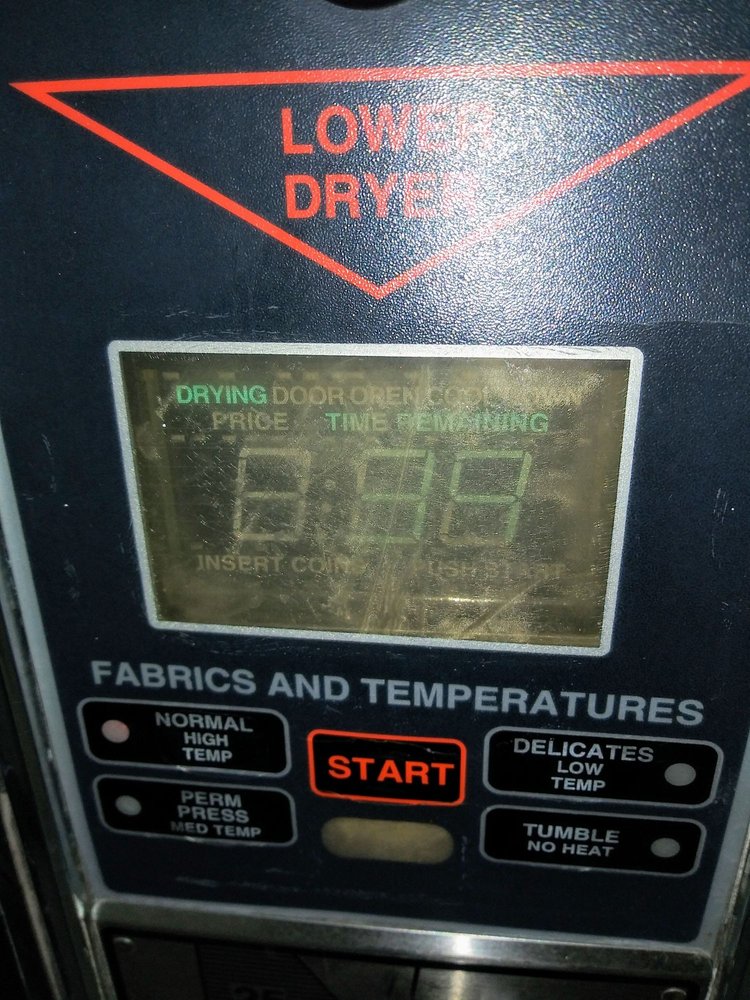 LOWER
DRYER
DRYING DOOR OPEN COOL DOWN
PRICE TIME REMAINING
39
INSERT COINS PUSH START
FABRICS AND TEMPERATURES
NORMAL
HIGH
TEMP
PERM
PRESS
MED TEMP
START
DELICATES
LOW
TEMP
TUMBLE
NO HEAT